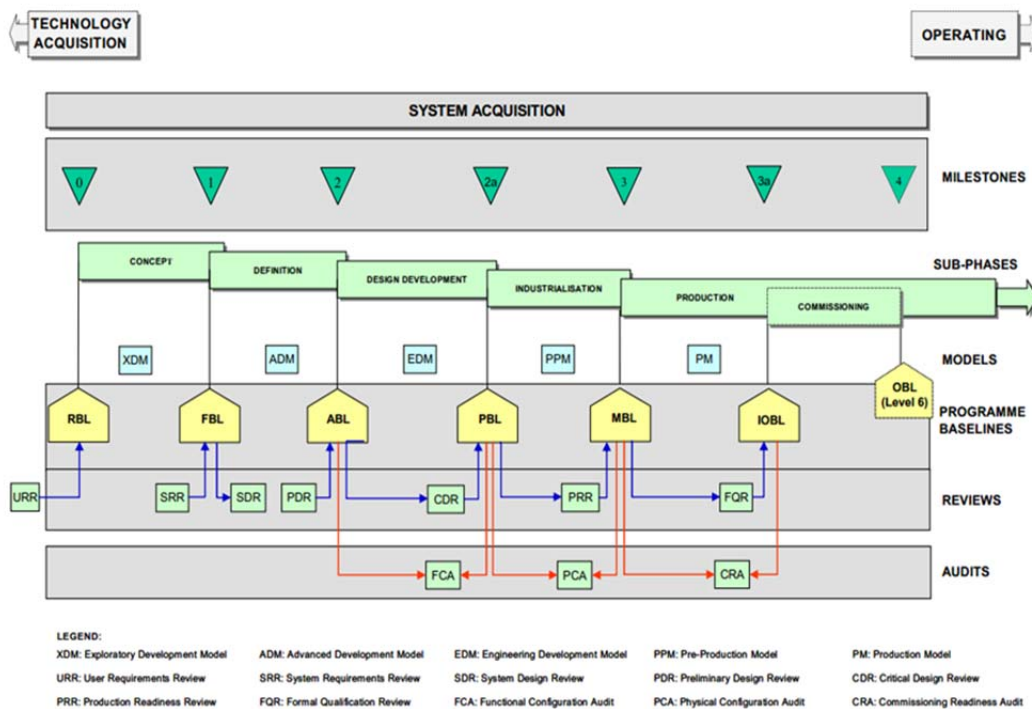 TECHNOLOGY
ACQUISITION
OPERATING
SYSTEM ACQUISITION
0 1 2 2a 3 3a 4
MILESTONES
SUB-PHASES
CONCEPT
DEFINITION
DESIGN DEVELOPMENT
INDUSTRIALISATION
PRODUCTION
COMMISSIONING
XDM ADM EDM PPM PM
MODELS
RBL FBL ABL PBL MBL IOBL
OBL
(Level 6)
PROGRAMME
BASELINES
URR SRR SDR PDR CDR PRR FQR
REVIEWS
FCA PCA CRA
AUDITS
LEGEND:
XDM: Exploratory Development Model ADM: Advanced Development Model EDM: Engineering Development Model PPM: Pre-Production Model PM: Production Model
URR: User Requirements Review SRR: System Requirements Review SDR: System Design Review PDR: Preliminary Design Review CDR: Critical Design Review
PRR: Production Readiness Review FQR: Formal Qualification Review FCA: Functional Configuration Audit PCA: Physical Configuration Audit CRA: Commissioning Readiness Audit